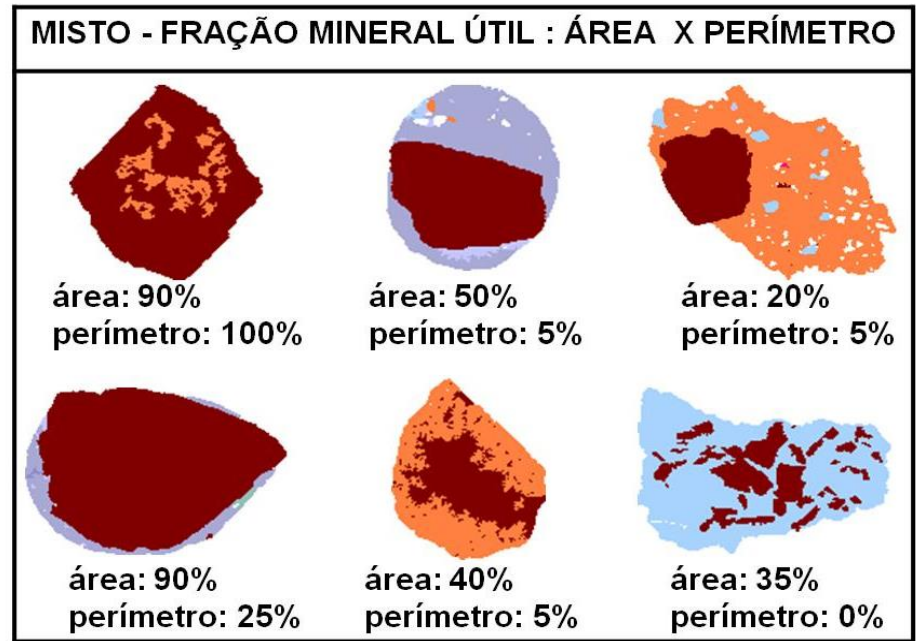 MISTO - FRAÇÃO MINERAL ÚTIL : ÁREA X PERÍMETRO
área: 90%
perímetro: 100%
área: 50%
perímetro: 5%
área: 20%
perímetro: 5%
área: 90%
perímetro: 25%
área: 40%
perímetro: 5%
área: 35%
perímetro: 0%